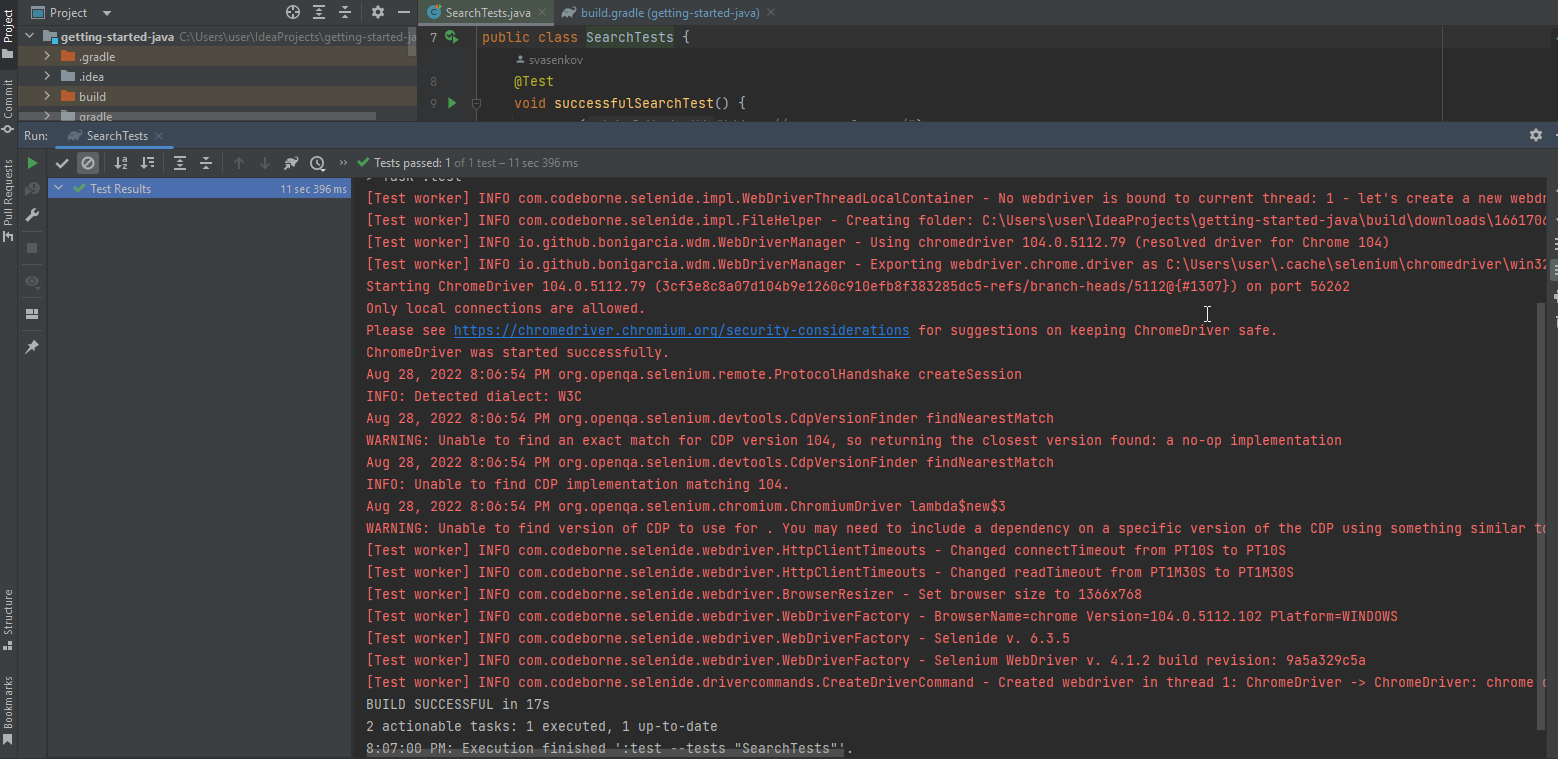 Project
SearchTests.java
build.gradle (getting-started-java)
getting-started-java C:\Users\user\IdeaProjects\getting-started-ja
.gradle
.idea
build
gradle
7 public class SearchTests {
svasenkov
8 @Test
9 void successfulSearchTest() {
Project
Commit
Pull Requests
Structure
Bookmarks
Run: SearchTests
Tests passed: 1 of 1 test – 11 sec 396 ms
Test Results 11 sec 396 ms
> Task :test
[Test worker] INFO com.codeborne.selenide.impl.WebDriverThreadLocalContainer - No webdriver is bound to current thread: 1 - let's create a new webdr
[Test worker] INFO com.codeborne.selenide.impl.FileHelper - Creating folder: C:\Users\user\IdeaProjects\getting-started-java\build\downloads\1661706
[Test worker] INFO io.github.bonigarcia.wdm.WebDriverManager - Using chromedriver 104.0.5112.79 (resolved driver for Chrome 104)
[Test worker] INFO io.github.bonigarcia.wdm.WebDriverManager - Exporting webdriver.chrome.driver as C:\Users\user\.cache\selenium\chromedriver\win32
Starting ChromeDriver 104.0.5112.79 (3cf3e8c8a07d104b9e1260c910efb8f383285dc5-refs/branch-heads/5112@{#1307}) on port 56262
Only local connections are allowed.
Please see https://chromedriver.chromium.org/security-considerations for suggestions on keeping ChromeDriver safe.
ChromeDriver was started successfully.
Aug 28, 2022 8:06:54 PM org.openqa.selenium.remote.ProtocolHandshake createSession
INFO: Detected dialect: W3C
Aug 28, 2022 8:06:54 PM org.openqa.selenium.devtools.CdpVersionFinder findNearestMatch
WARNING: Unable to find an exact match for CDP version 104, so returning the closest version found: a no-op implementation
Aug 28, 2022 8:06:54 PM org.openqa.selenium.devtools.CdpVersionFinder findNearestMatch
INFO: Unable to find CDP implementation matching 104.
Aug 28, 2022 8:06:54 PM org.openqa.selenium.chromium.ChromiumDriver lambda$new$3
WARNING: Unable to find version of CDP to use for . You may need to include a dependency on a specific version of the CDP using something similar to
[Test worker] INFO com.codeborne.selenide.webdriver.HttpClientTimeouts - Changed connectTimeout from PT10S to PT10S
[Test worker] INFO com.codeborne.selenide.webdriver.HttpClientTimeouts - Changed readTimeout from PT1M30S to PT1M30S
[Test worker] INFO com.codeborne.selenide.webdriver.BrowserResizer - Set browser size to 1366x768
[Test worker] INFO com.codeborne.selenide.webdriver.WebDriverFactory - BrowserName=chrome Version=104.0.5112.102 Platform=WINDOWS
[Test worker] INFO com.codeborne.selenide.webdriver.WebDriverFactory - Selenide v. 6.3.5
[Test worker] INFO com.codeborne.selenide.webdriver.WebDriverFactory - Selenium WebDriver v. 4.1.2 build revision: 9a5a329c5a
[Test worker] INFO com.codeborne.selenide.drivercommands.CreateDriverCommand - Created webdriver in thread 1: ChromeDriver -> ChromeDriver: chrome o
BUILD SUCCESSFUL in 17s
2 actionable tasks: 1 executed, 1 up-to-date
8:07:00 PM: Execution finished ':test --tests "SearchTests"'.